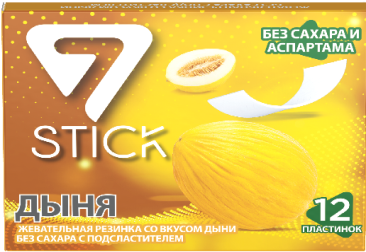 БЕЗ САХАРА И
АСПАРТАМА
7
STICK
ДЫНЯ
ЖЕВАТЕЛЬНАЯ РЕЗИНКА СО ВКУСОМ ДЫНИ
БЕЗ САХАРА С ПОДСЛАСТИТЕЛЕМ
12
ПЛАСТИНОК